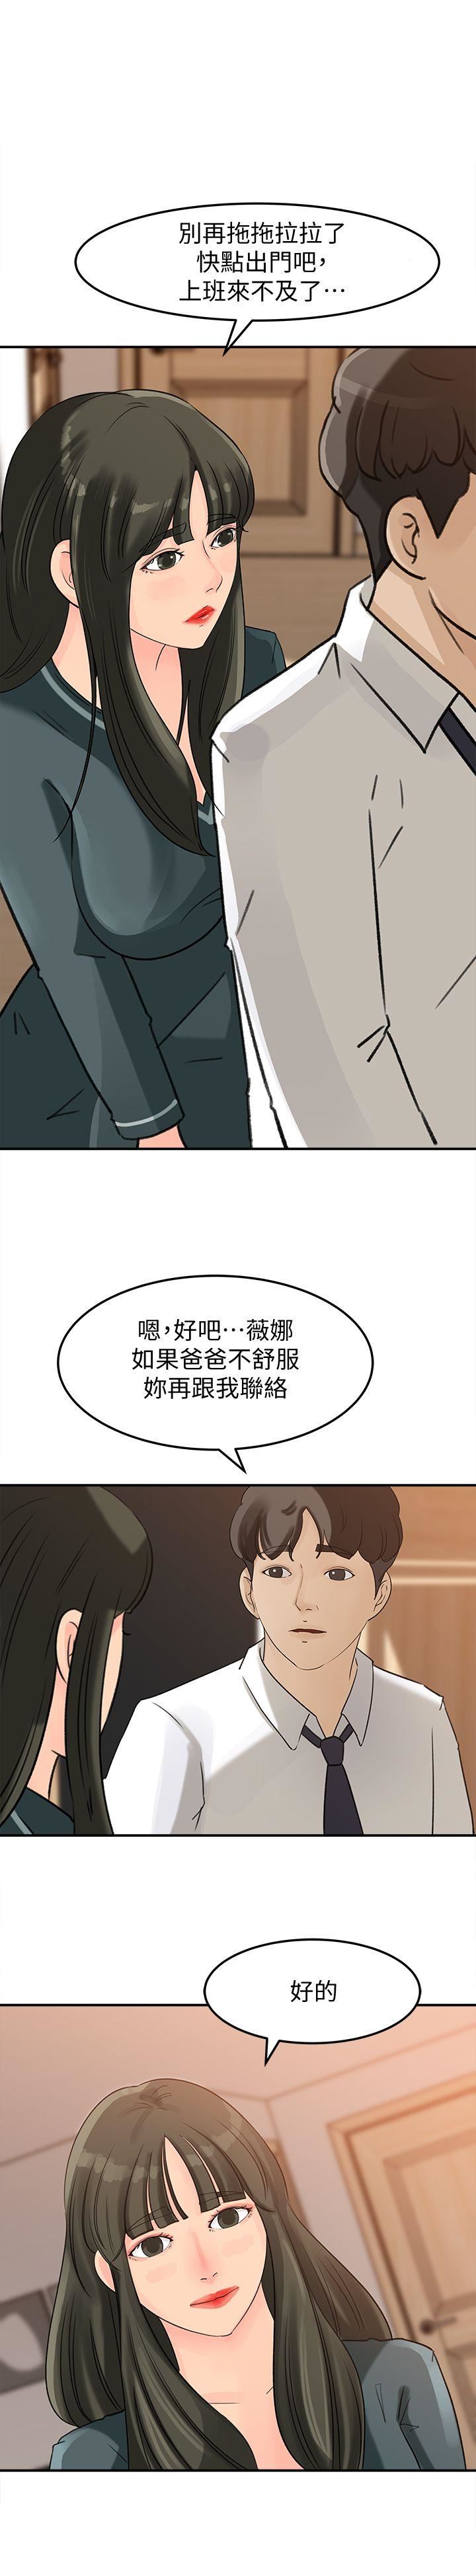 別再拖拖拉拉了
快點出門吧，
上班來不及了⋯
嗯，好吧⋯薇娜
如果爸爸不舒服
妳再跟我聯絡
好的